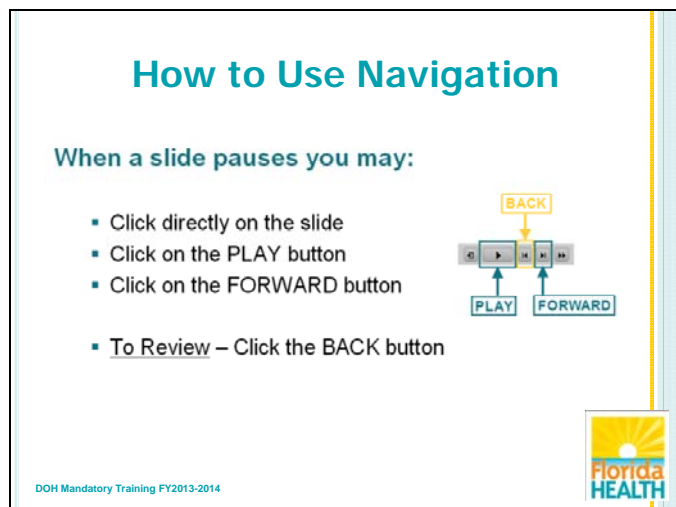 How to Use Navigation
When a slide pauses you may:
▪ Click directly on the slide
▪ Click on the PLAY button
▪ Click on the FORWARD button
▪ To Review – Click the BACK button
BACK
PLAY
FORWARD
DOH Mandatory Training FY2013-2014
Florida
HEALTH